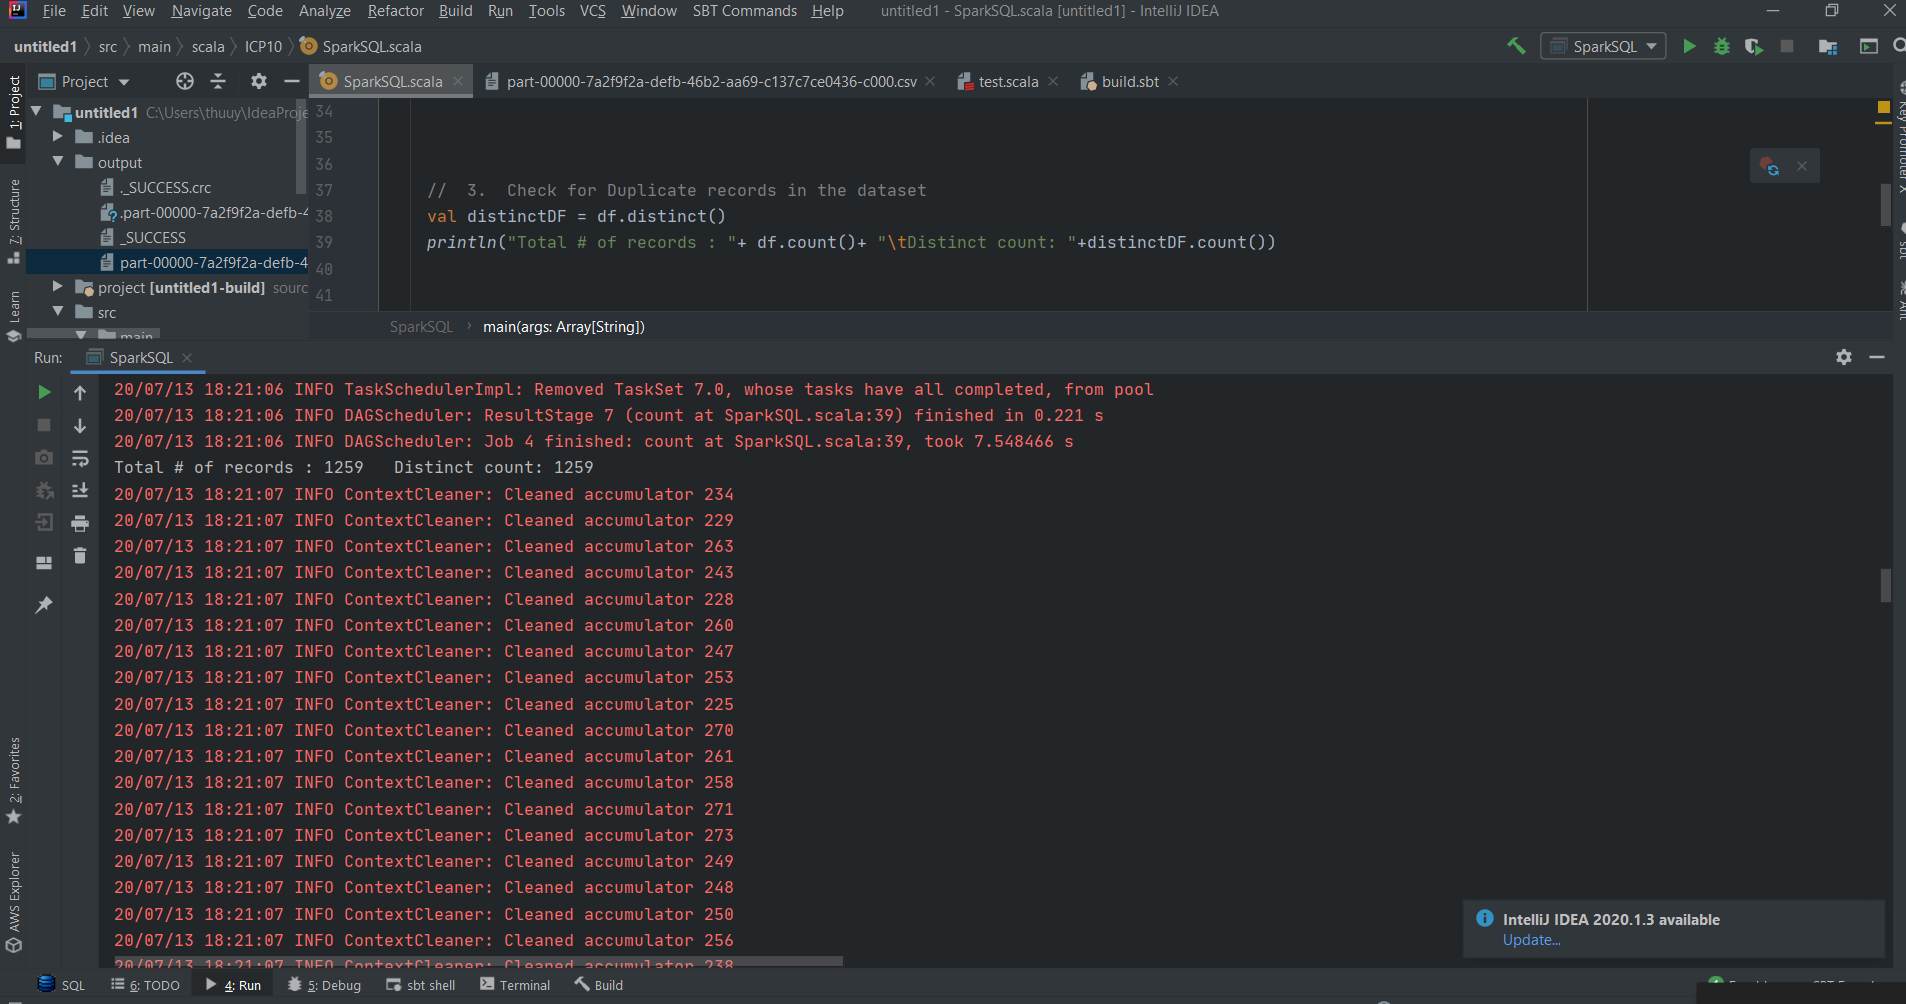 File Edit View Navigate Code Analyze Refactor Build Run Tools VCS Window SBT Commands Help untitled1 - SparkSQL.scala [untitled1] - IntelliJ IDEA
untitled1 src main scala ICP10 SparkSQL.scala SparkSQL
Project SparkSQL.scala part-00000-7a2f9f2a-defb-46b2-aa69-c137c7ce0436-c000.csv test.scala build.sbt
1: Project
7: Structure
Learn
2: Favorites
AWS Explorer
untitled1 C:\Users\thuuy\IdeaProje
.idea
output
._SUCCESS.crc
.part-00000-7a2f9f2a-defb-4
_SUCCESS
part-00000-7a2f9f2a-defb-4
project [untitled1-build] sourc
src
main
34
35
36
37 // 3. Check for Duplicate records in the dataset
38 val distinctDF = df.distinct()
39 println("Total # of records : "+ df.count()+ "\tDistinct count: "+distinctDF.count())
40
41
SparkSQL main(args: Array[String])
Key Promoter X
sbt
Ant
Run: SparkSQL
20/07/13 18:21:06 INFO TaskSchedulerImpl: Removed TaskSet 7.0, whose tasks have all completed, from pool
20/07/13 18:21:06 INFO DAGScheduler: ResultStage 7 (count at SparkSQL.scala:39) finished in 0.221 s
20/07/13 18:21:06 INFO DAGScheduler: Job 4 finished: count at SparkSQL.scala:39, took 7.548466 s
Total # of records : 1259 Distinct count: 1259
20/07/13 18:21:07 INFO ContextCleaner: Cleaned accumulator 234
20/07/13 18:21:07 INFO ContextCleaner: Cleaned accumulator 229
20/07/13 18:21:07 INFO ContextCleaner: Cleaned accumulator 263
20/07/13 18:21:07 INFO ContextCleaner: Cleaned accumulator 243
20/07/13 18:21:07 INFO ContextCleaner: Cleaned accumulator 228
20/07/13 18:21:07 INFO ContextCleaner: Cleaned accumulator 260
20/07/13 18:21:07 INFO ContextCleaner: Cleaned accumulator 247
20/07/13 18:21:07 INFO ContextCleaner: Cleaned accumulator 253
20/07/13 18:21:07 INFO ContextCleaner: Cleaned accumulator 225
20/07/13 18:21:07 INFO ContextCleaner: Cleaned accumulator 270
20/07/13 18:21:07 INFO ContextCleaner: Cleaned accumulator 261
20/07/13 18:21:07 INFO ContextCleaner: Cleaned accumulator 258
20/07/13 18:21:07 INFO ContextCleaner: Cleaned accumulator 271
20/07/13 18:21:07 INFO ContextCleaner: Cleaned accumulator 273
20/07/13 18:21:07 INFO ContextCleaner: Cleaned accumulator 249
20/07/13 18:21:07 INFO ContextCleaner: Cleaned accumulator 248
20/07/13 18:21:07 INFO ContextCleaner: Cleaned accumulator 250
20/07/13 18:21:07 INFO ContextCleaner: Cleaned accumulator 256
20/07/13 18:21:07 INFO ContextCleaner: Cleaned accumulator 238
IntelliJ IDEA 2020.1.3 available
Update...
SQL 6: TODO 4: Run 5: Debug sbt shell Terminal Build